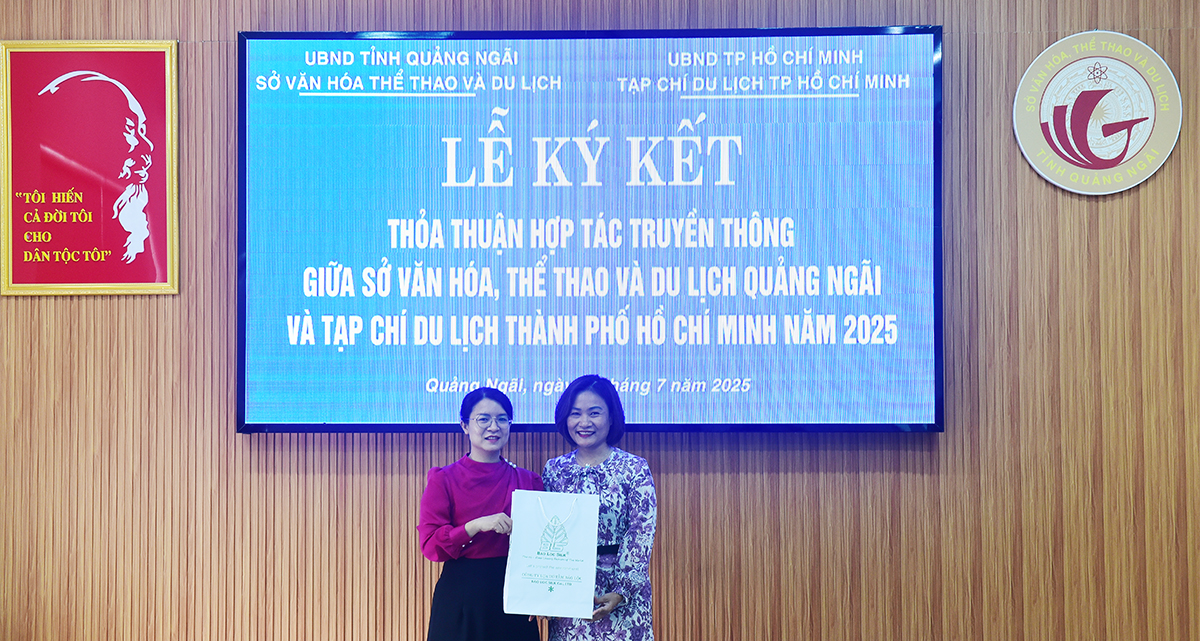 "TÔI HIẾN
CẢ ĐỜI TÔI
CHO
DÂN TỘC TÔI"
UBND TỈNH QUẢNG NGÃI
SỞ VĂN HÓA THỂ THAO VÀ DU LỊCH
UBND TP HỒ CHÍ MINH
TẠP CHÍ DU LỊCH TP HỒ CHÍ MINH
LỄ KÝ KẾT
THỎA THUẬN HỢP TÁC TRUYỀN THÔNG
GIỮA SỞ VĂN HÓA, THỂ THAO VÀ DU LỊCH QUẢNG NGÃI
VÀ TẠP CHÍ DU LỊCH THÀNH PHỐ HỒ CHÍ MINH NĂM 2025
Quảng Ngãi, ngày háng 7 năm 2025
SỞ VĂN HÓA, THỂ THAO VÀ DU LỊCH
TỈNH QUẢNG NGÃI
Bao Loc Silk®